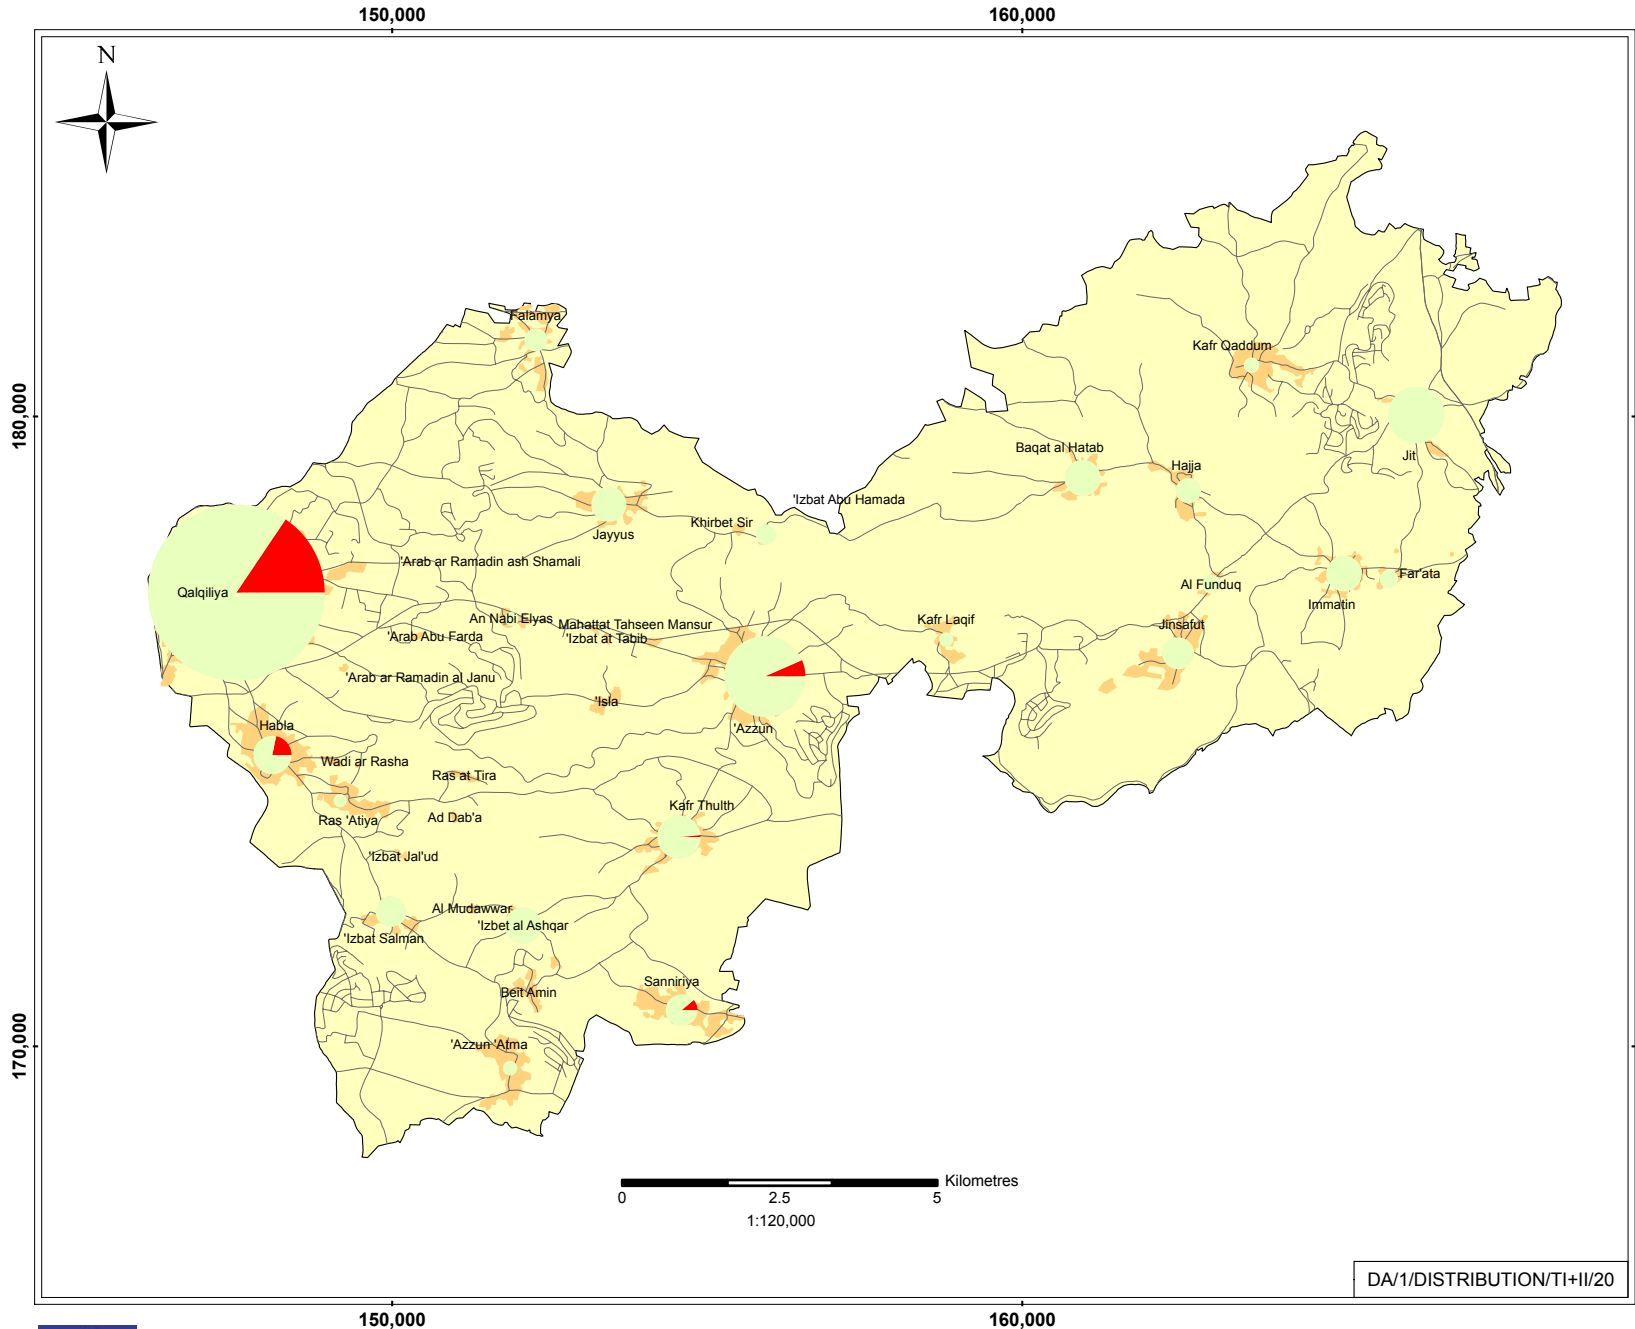 150,000
160,000
N
Falamya
Kafr Qaddum
180,000
180,000
Baqat al Hatab
Jit
Hajja
'Izbat Abu Hamada
Khirbet Sir
Jayyus
'Arab ar Ramadin ash Shamali
Far'ata
Al Funduq
Qalqiliya
Immatin
An Nabi Elyas
Kafr Laqif
Mahattat Tahseen Mansur
Jinsafut
'Arab Abu Farda
'Izbat at Tabib
'Arab ar Ramadin al Janu
'Isla
Habla
'Azzun
Wadi ar Rasha
Ras at Tira
Kafr Thulth
Ras 'Atiya
Ad Dab'a
'Izbat Jal'ud
Al Mudawwar
'Izbet al Ashqar
'Izbat Salman
Sanniriya
Beit Amin
'Azzun 'Atma
170,000
Kilometres
0
2.5
5
1:120,000
DA/1/DISTRIBUTION/TI+II/20
150,000
160,000